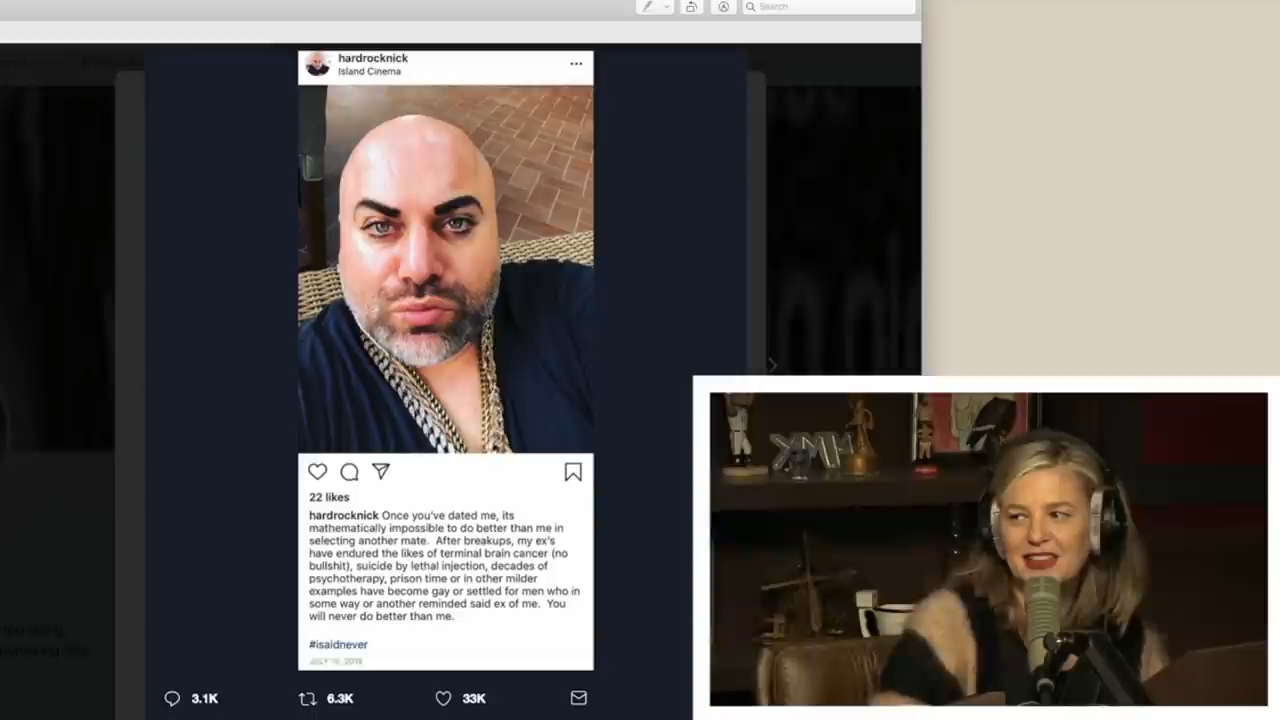 Search
hardrocknick
Island Cinema
22 likes
hardrocknick Once you've dated me, its
mathematically impossible to do better than me in
selecting another mate.  After breakups, my ex's
have endured the likes of terminal brain cancer (no
bullshit), suicide by lethal injection, decades of
psychotherapy, prison time or in other milder
examples have become gay or settled for men who in
some way or another reminded said ex of me.  You
will never do better than me.
#isaidnever
3.1K
6.3K
33K